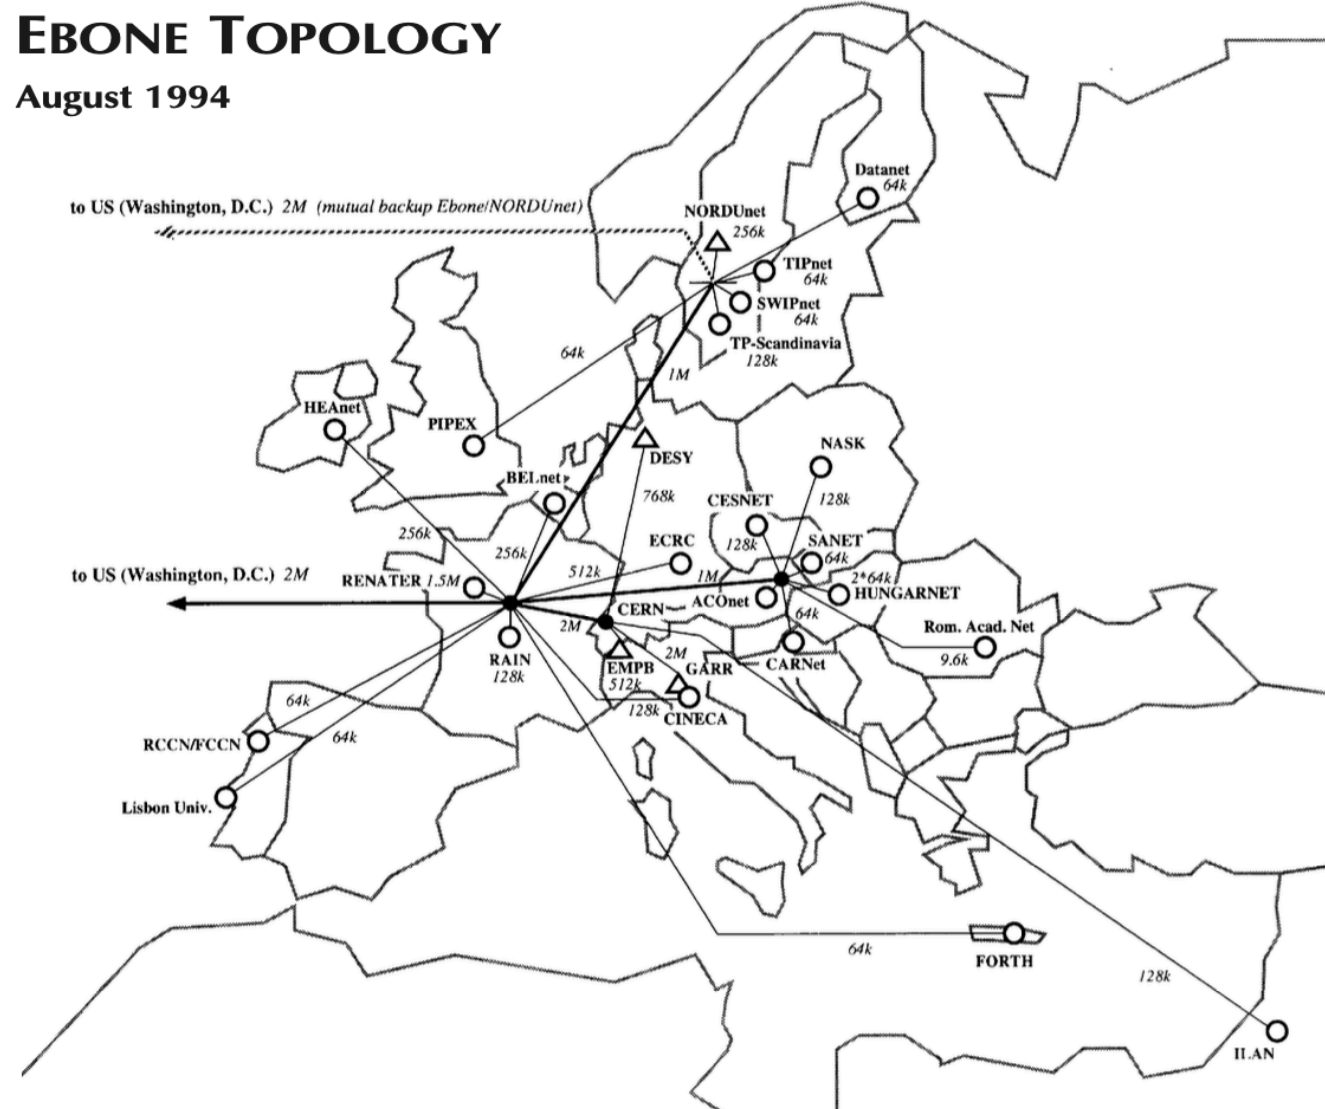 EBONE TOPOLOGY
August 1994
Datanet
64k
to US (Washington, D.C.) 2M (mutual backup Ebone/NORDUnet)
NORDUnet
256k
TIPnet
64k
SWIPnet
64k
TP-Scandinavia
128k
64k
1M
HEAnet
PIPEX
DESY
NASK
BELnet
768k
CESNET
128k
256k
256k
ECRC
128k
SANET
64k
512k
to US (Washington, D.C.) 2M
RENATER 1.5M
1M
2*64k
HUNGARNET
CERN
ACOnet
64k
2M
Rom. Acad. Net
9.6k
RAIN
128k
EMPB
512k
2M
GARR
CARNet
128k
CINECA
64k
RCCN/FCCN
64k
Lisbon Univ.
64k
FORTH
128k
ILAN